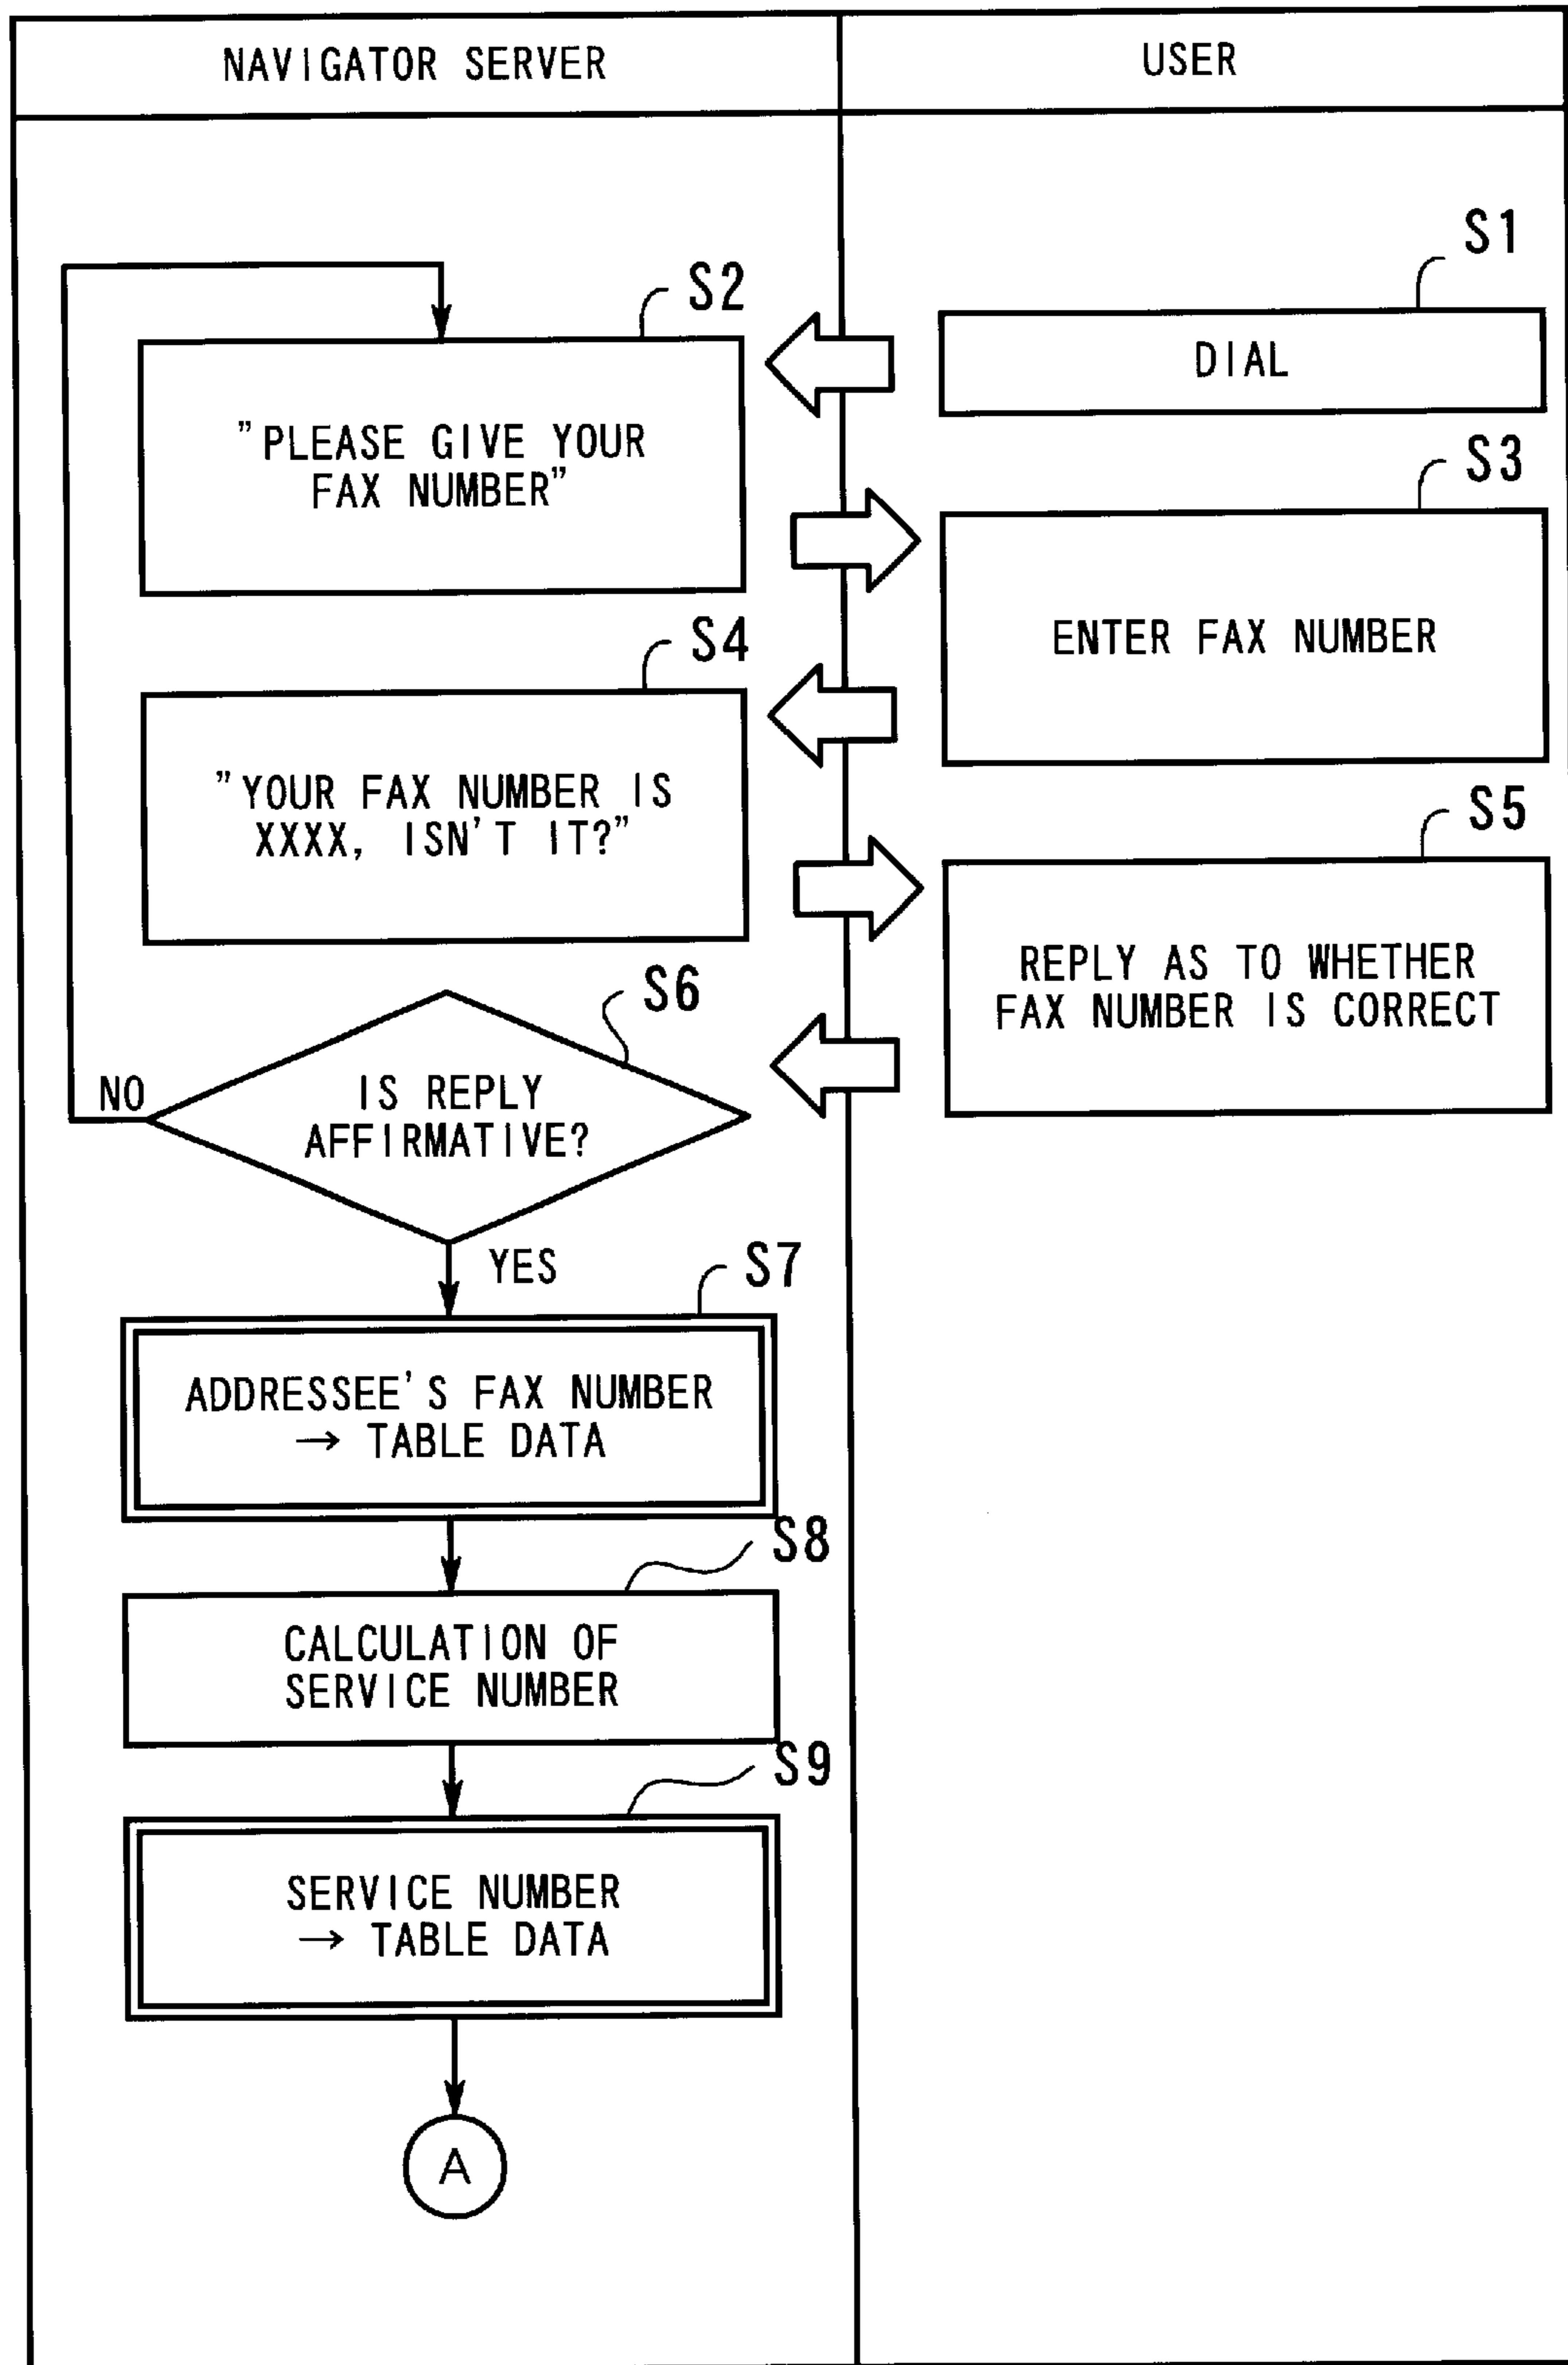 NAVIGATOR SERVER
USER
S1
DIAL
S2
"PLEASE GIVE YOUR
FAX NUMBER"
S3
ENTER FAX NUMBER
S4
"YOUR FAX NUMBER IS
XXXX, ISN'T IT?"
S5
REPLY AS TO WHETHER
FAX NUMBER IS CORRECT
S6
IS REPLY
AFFIRMATIVE?
NO
YES
S7
ADDRESSEE'S FAX NUMBER
→ TABLE DATA
S8
CALCULATION OF
SERVICE NUMBER
S9
SERVICE NUMBER
→ TABLE DATA
A